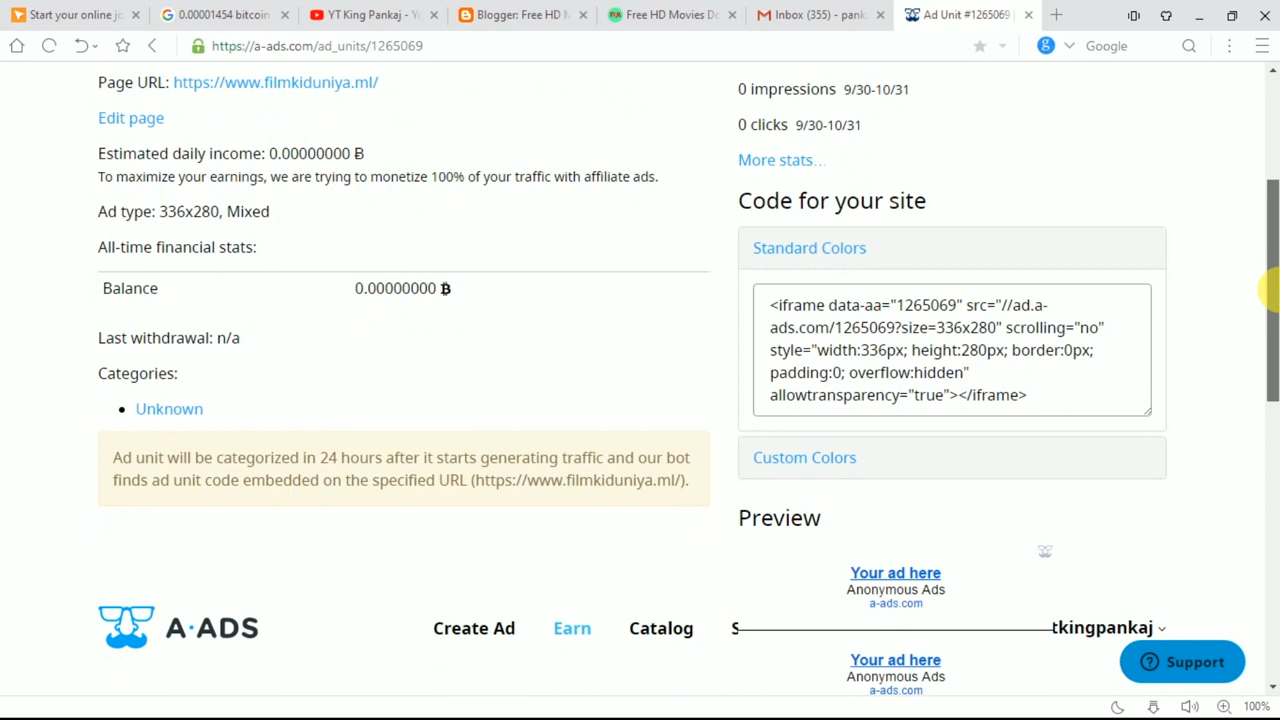 Start your online jo
0.00001454 bitcoin
YT King Pankaj - Yo
Blogger: Free HD M
Free HD Movies Do
Inbox (355) - panka
Ad Unit #1265069
https://a-ads.com/ad_units/1265069
Google
Page URL: https://www.filmkiduniya.ml/
Edit page
Estimated daily income: 0.00000000 Ƀ
To maximize your earnings, we are trying to monetize 100% of your traffic with affiliate ads.
Ad type: 336x280, Mixed
All-time financial stats:
Balance 0.00000000 ₿
Last withdrawal: n/a
Categories:
Unknown
Ad unit will be categorized in 24 hours after it starts generating traffic and our bot
finds ad unit code embedded on the specified URL (https://www.filmkiduniya.ml/).
0 impressions 9/30-10/31
0 clicks 9/30-10/31
More stats...
Code for your site
Standard Colors
<iframe data-aa="1265069" src="//ad.a-
ads.com/1265069?size=336x280" scrolling="no"
style="width:336px; height:280px; border:0px;
padding:0; overflow:hidden"
allowtransparency="true"></iframe>
Custom Colors
Preview
Your ad here
Anonymous Ads
a-ads.com
A-ADS
Create Ad Earn Catalog tkingpankaj
Your ad here
Anonymous Ads
a-ads.com
Support
100%